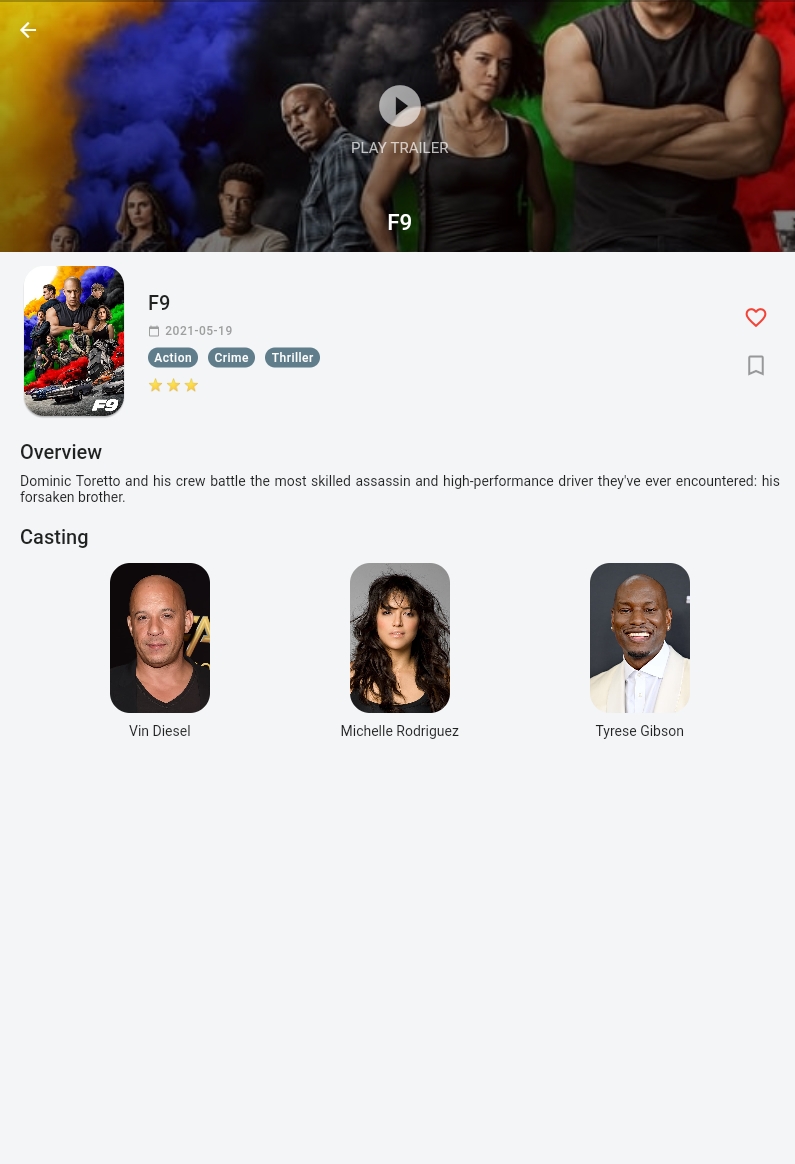 PLAY TRAILER
F9
F9
F9
2021-05-19
Action Crime Thriller
Overview
Dominic Toretto and his crew battle the most skilled assassin and high-performance driver they've ever encountered: his
forsaken brother.
Casting
Vin Diesel Michelle Rodriguez Tyrese Gibson